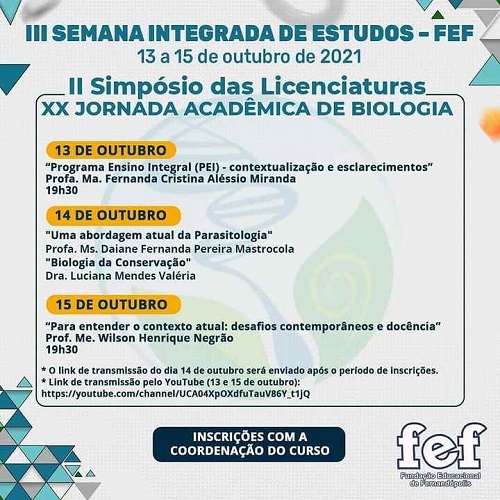 III SEMANA INTEGRADA DE ESTUDOS – FEF
13 a 15 de outubro de 2021
II Simpósio das Licenciaturas
XX JORNADA ACADÊMICA DE BIOLOGIA
13 DE OUTUBRO
“Programa Ensino Integral (PEI) - contextualização e esclarecimentos”
Profa. Ma. Fernanda Cristina Aléssio Miranda
19h30
14 DE OUTUBRO
"Uma abordagem atual da Parasitologia"
Profa. Ms. Daiane Fernanda Pereira Mastrocola
"Biologia da Conservação"
Dra. Luciana Mendes Valéria
15 DE OUTUBRO
“Para entender o contexto atual: desafios contemporâneos e docência”
Prof. Me. Wilson Henrique Negrão
19h30
* O link de transmissão do dia 14 de outubro será enviado após o período de inscrições.
* Link de transmissão pelo YouTube (13 e 15 de outubro):
https://youtube.com/channel/UCA04XpOXdfuTauV86Y_t1jQ
INSCRIÇÕES COM A
COORDENAÇÃO DO CURSO
fef
Fundação Educacional
de Fernandópolis